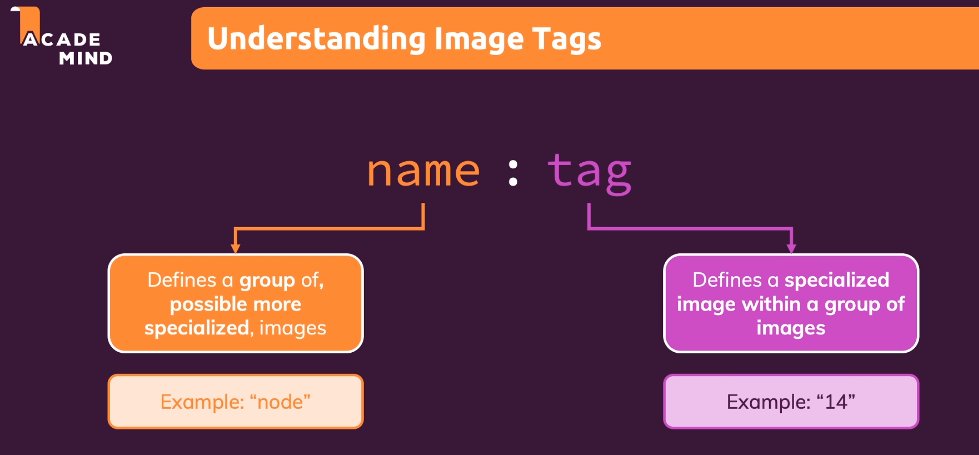 ACADE
MIND
Understanding Image Tags
name : tag
Defines a group of,
possible more
specialized, images
Example: “node”
Defines a specialized
image within a group of
images
Example: “14”